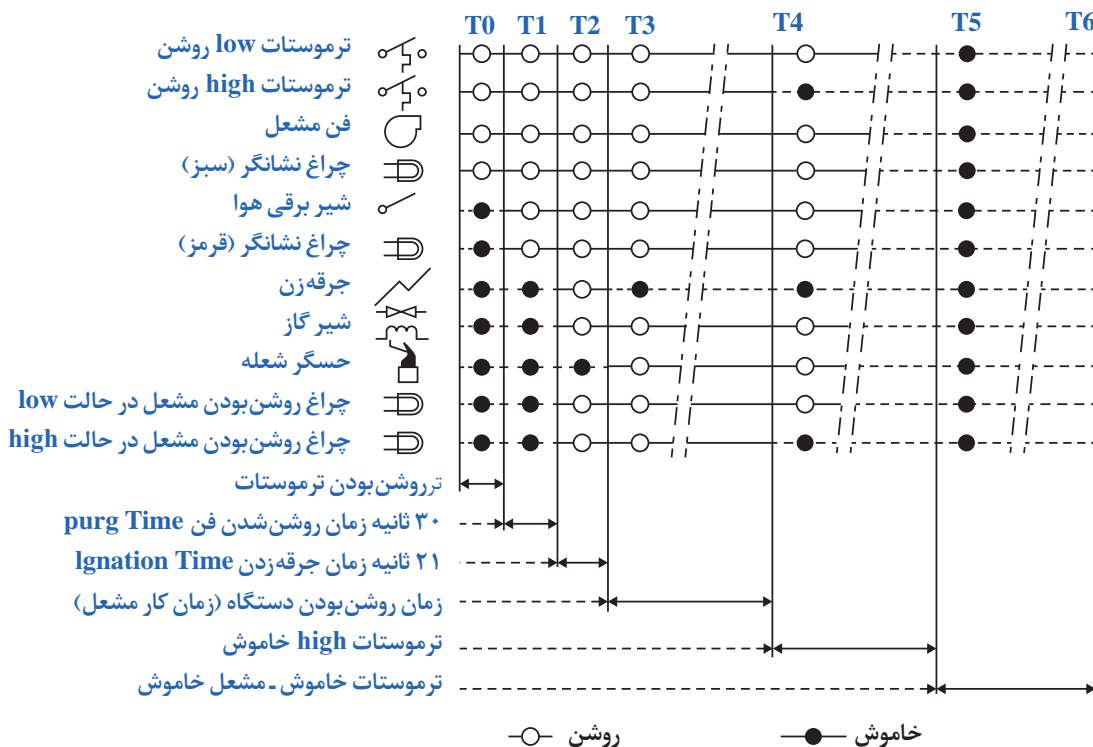 T0 T1 T2 T3 T4 T5 T6
ترموستات low روشن
ترموستات high روشن
فن مشعل
چراغ نشانگر (سبز)
شیر برقی هوا
چراغ نشانگر (قرمز)
جرقه‌زن
شیر گاز
حسگر شعله
چراغ روشن‌بودن مشعل در حالت low
چراغ روشن‌بودن مشعل در حالت high
ترروشن‌بودن ترموستات
۳۰ ثانیه زمان روشن‌شدن فن purg Time
۲۱ ثانیه زمان جرقه‌زدن Ignation Time
زمان روشن‌بودن دستگاه (زمان کار مشعل)
ترموستات high خاموش
ترموستات خاموش ـ مشعل خاموش
روشن خاموش